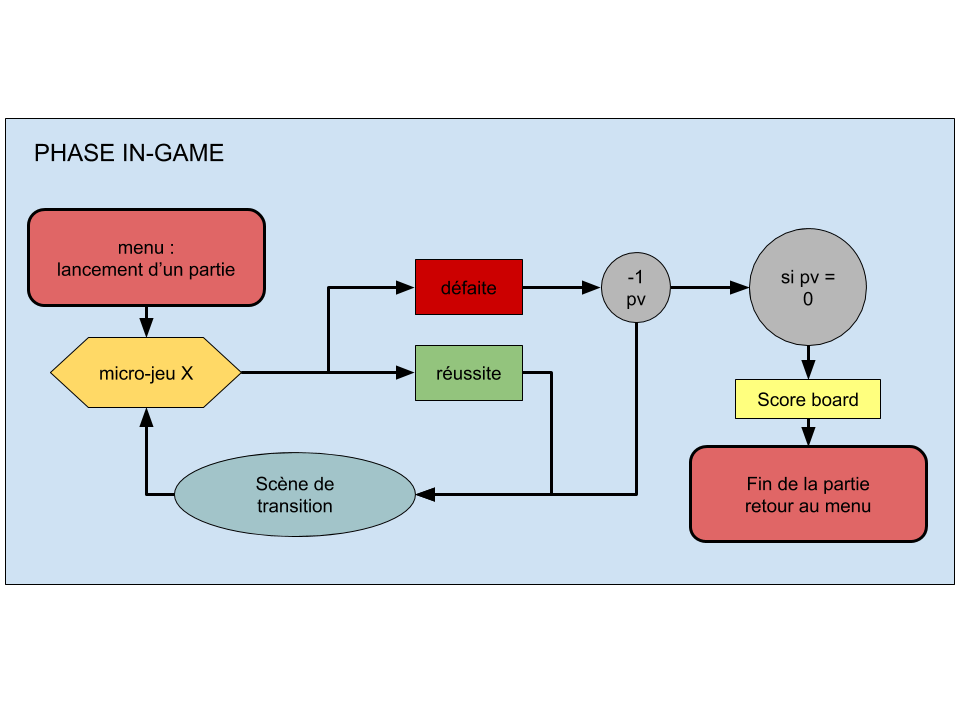 PHASE IN-GAME
menu :
lancement d'un partie
micro-jeu X
défaite
réussite
-1
pv
si pv =
0
Score board
Scène de
transition
Fin de la partie
retour au menu